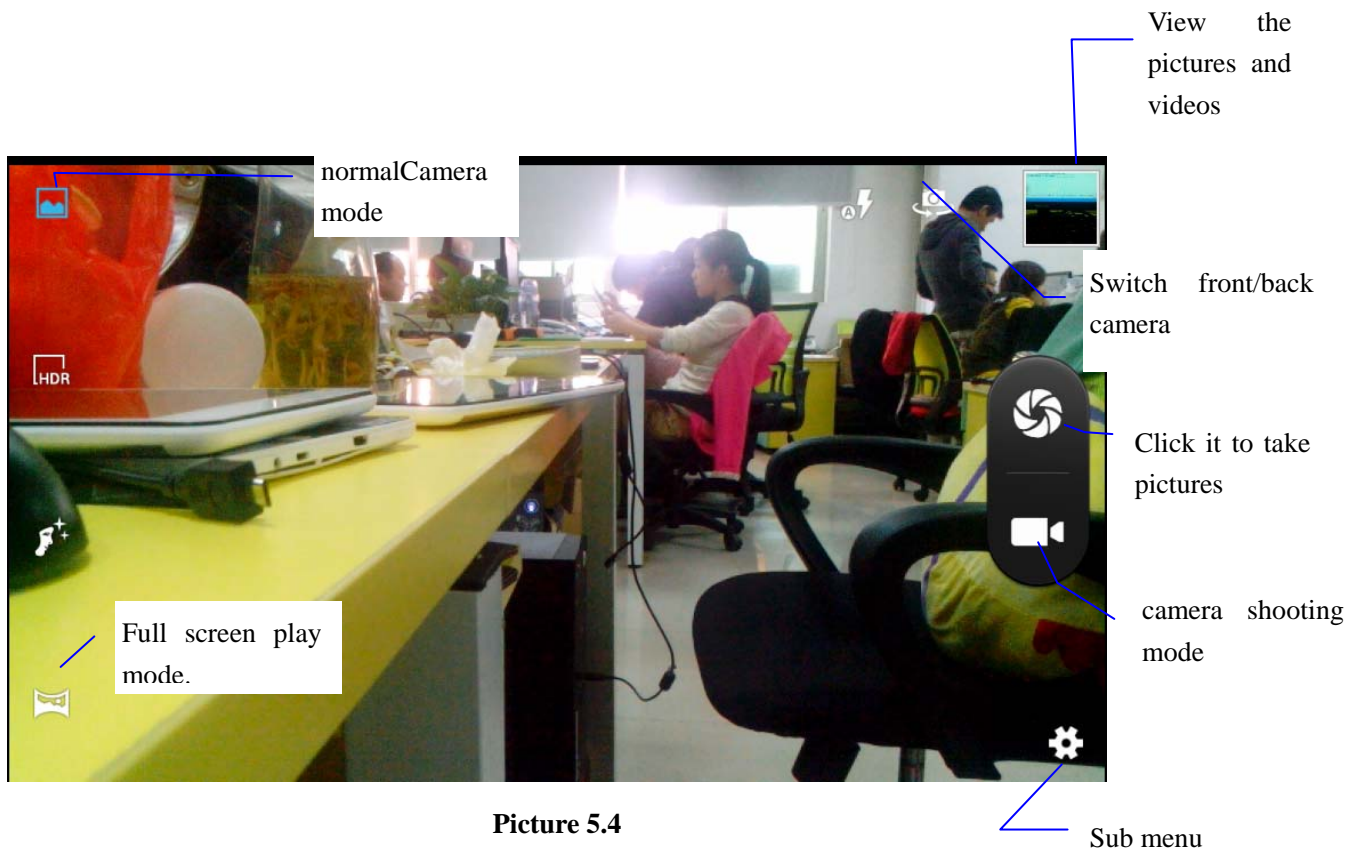 View the
pictures and
videos
normalCamera
mode
A
Switch front/back
camera
HDR
Click it to take
pictures
camera shooting
mode
Full screen play
mode.
Picture 5.4
Sub menu